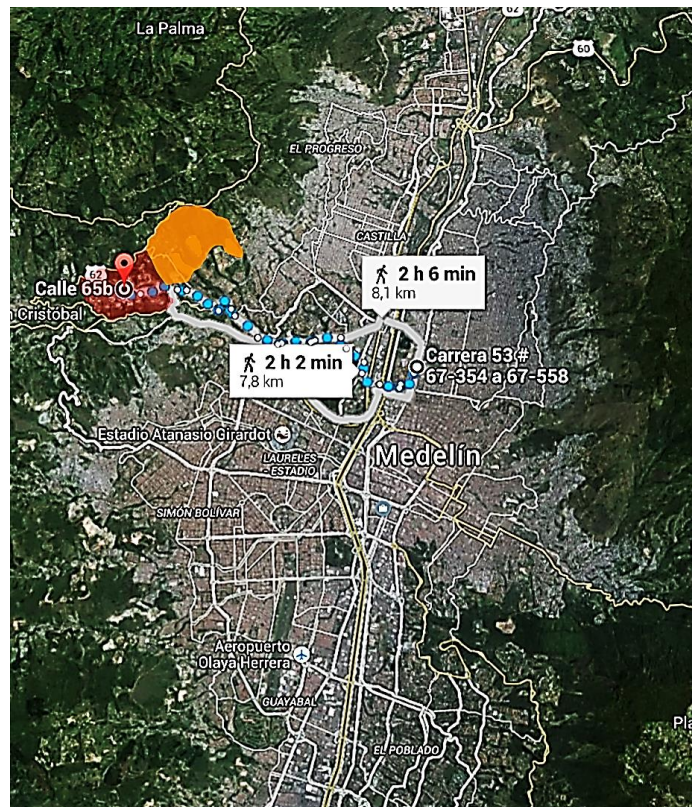 62
La Palma
60
EL PROGRESO
CASTILLA
2 h 6 min
8,1 km
62
Calle 65b
n Cristóbal
2 h 2 min
7,8 km
Carrera 53 #
67-354 a 67-558
Estadio Atanasio Girardot
LAURELES
- ESTADIO
Medelín
SIMÓN BOLÍVAR
Aeropuerto
Olaya Herrera
GUAYABAL
EL POBLADO
Pla